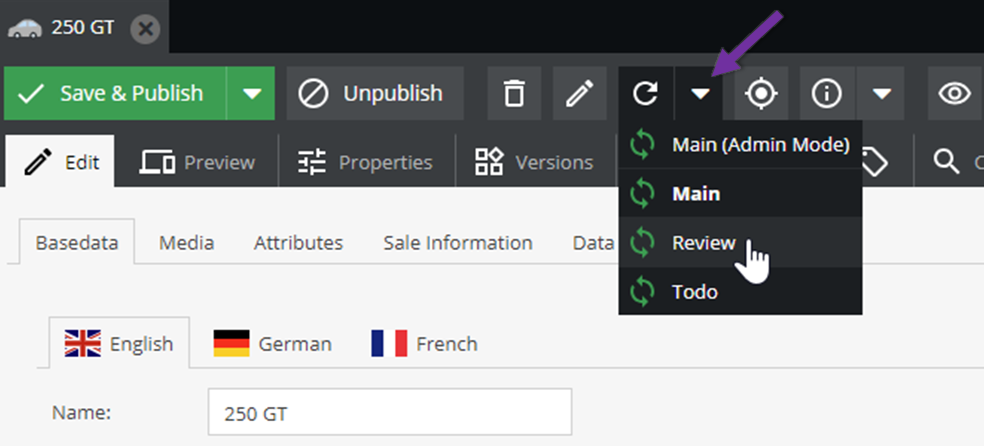 250 GT
Save & Publish Unpublish
Edit Preview Properties Versions
Main (Admin Mode)
Main
Review
Todo
Basedata Media Attributes Sale Information Data
English German French
Name: 250 GT